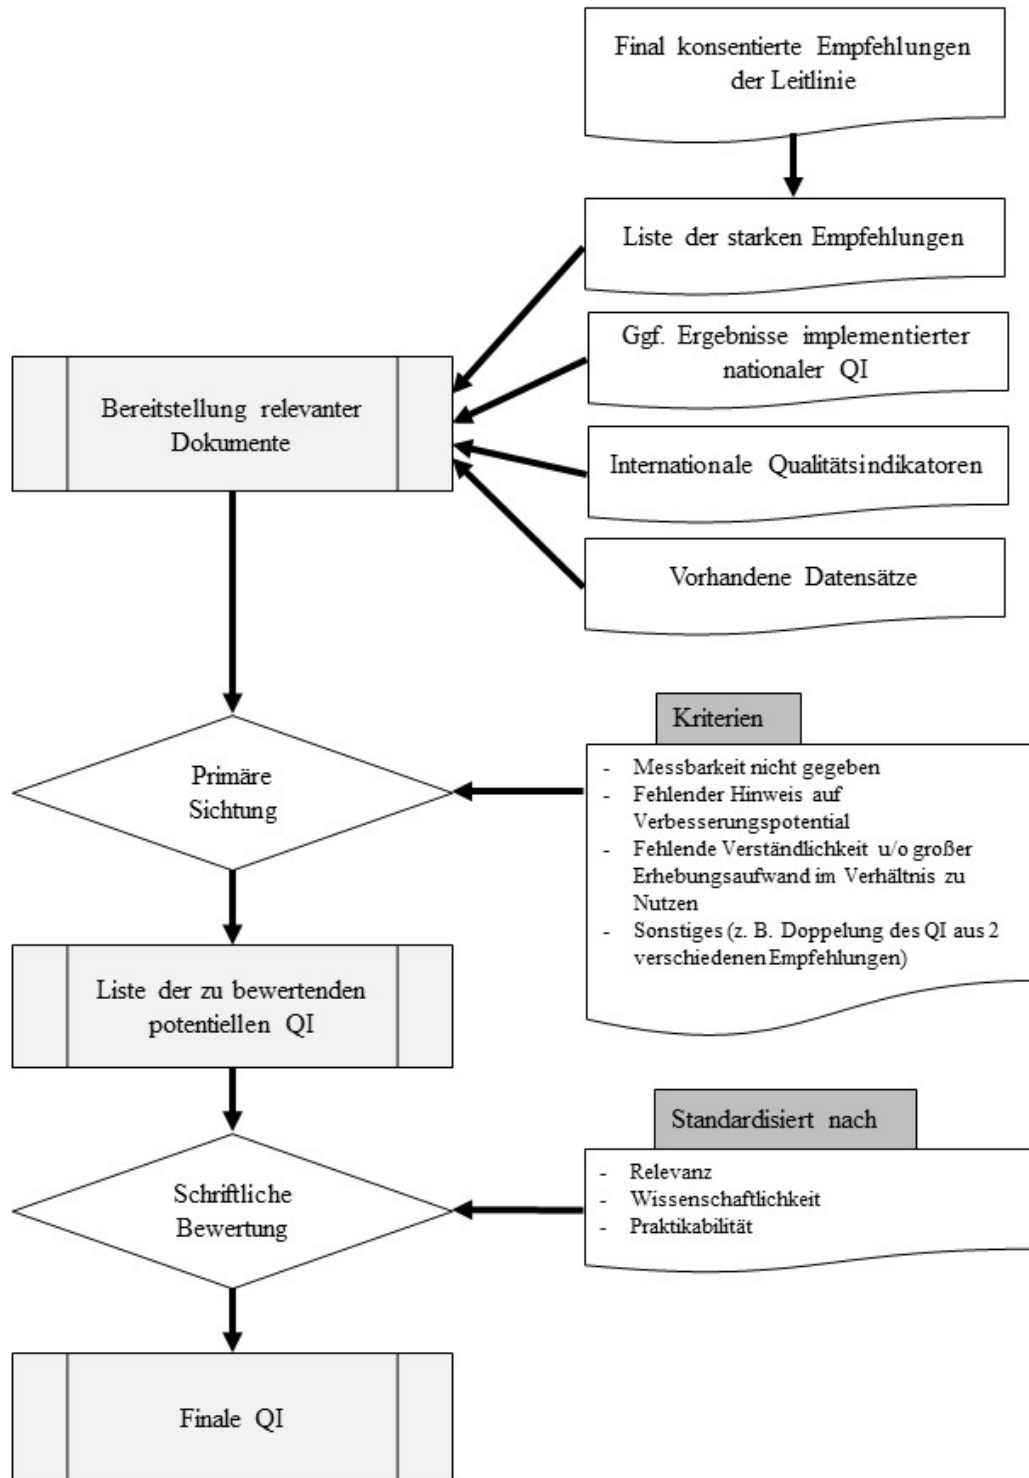 Final konsentierte Empfehlungen
der Leitlinie
Liste der starken Empfehlungen
Ggf. Ergebnisse implementierter
nationaler QI
Bereitstellung relevanter
Dokumente
Internationale Qualitätsindikatoren
Vorhandene Datensätze
Primäre
Sichtung
Kriterien
- Messbarkeit nicht gegeben
- Fehlender Hinweis auf
Verbesserungspotential
- Fehlende Verständlichkeit u/o großer
Erhebungsaufwand im Verhältnis zu
Nutzen
- Sonstiges (z. B. Doppelung des QI aus 2
verschiedenen Empfehlungen)
Liste der zu bewertenden
potentiellen QI
Schriftliche
Bewertung
Standardisiert nach
- Relevanz
- Wissenschaftlichkeit
- Praktikabilität
Finale QI